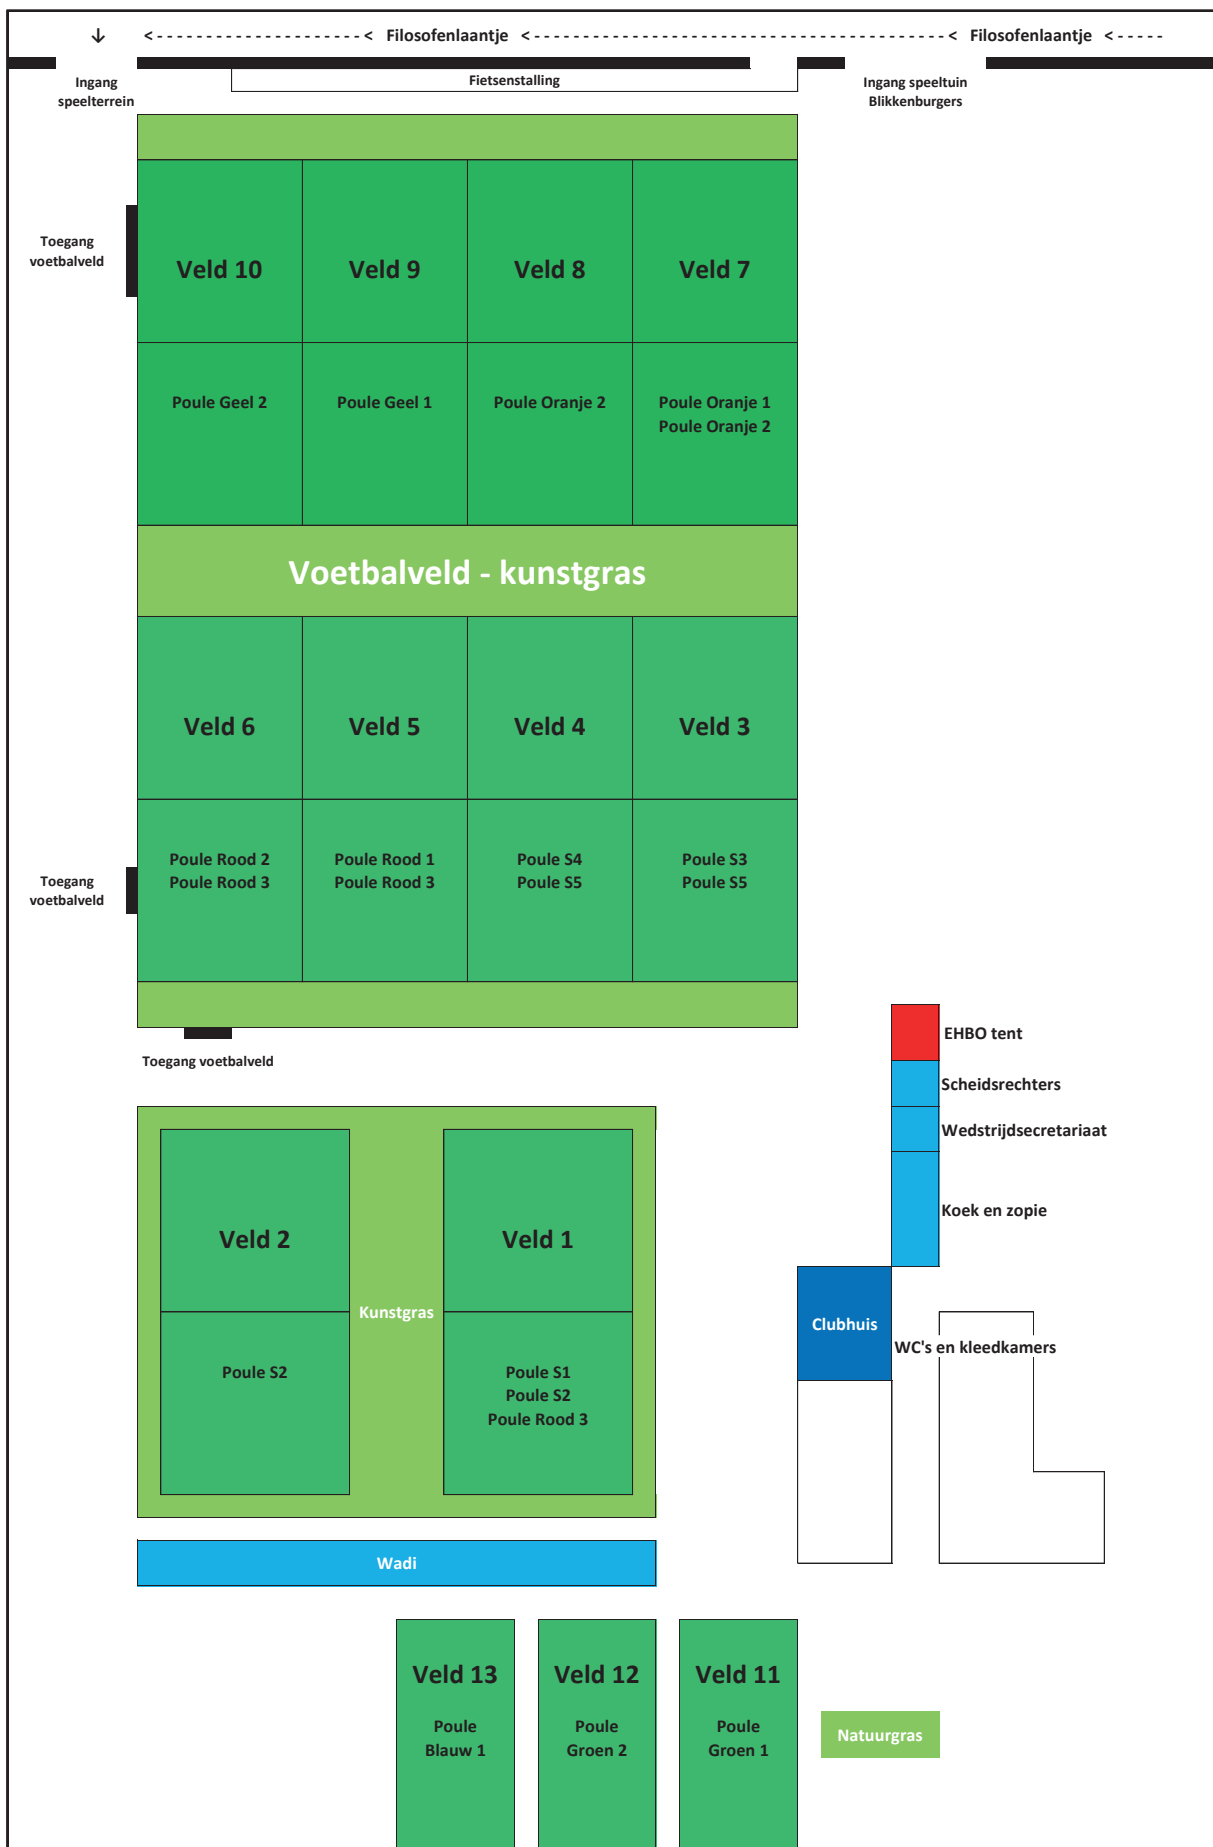 ↓ < - - - - - - - - - - - - - - - - - - - - - < Filosofenlaantje < - - - - - - - - - - - - - - - - - - - - - - - - - - - - - - - - - - - - - - - - - - < Filosofenlaantje < - - - - -
Ingang
speelterrein
Fietsenstalling
Ingang speeltuin
Blikkenburgers
Toegang
voetbalveld
Veld 10
Veld 9
Veld 8
Veld 7
Poule Geel 2
Poule Geel 1
Poule Oranje 2
Poule Oranje 1
Poule Oranje 2
Voetbalveld - kunstgras
Veld 6
Veld 5
Veld 4
Veld 3
Toegang
voetbalveld
Poule Rood 2
Poule Rood 3
Poule Rood 1
Poule Rood 3
Poule S4
Poule S5
Poule S3
Poule S5
Toegang voetbalveld
EHBO tent
Scheidsrechters
Wedstrijdsecretariaat
Koek en zopie
Veld 2
Veld 1
Kunstgras
Clubhuis
WC's en kleedkamers
Poule S2
Poule S1
Poule S2
Poule Rood 3
Wadi
Veld 13
Veld 12
Veld 11
Poule
Blauw 1
Poule
Groen 2
Poule
Groen 1
Natuurgras